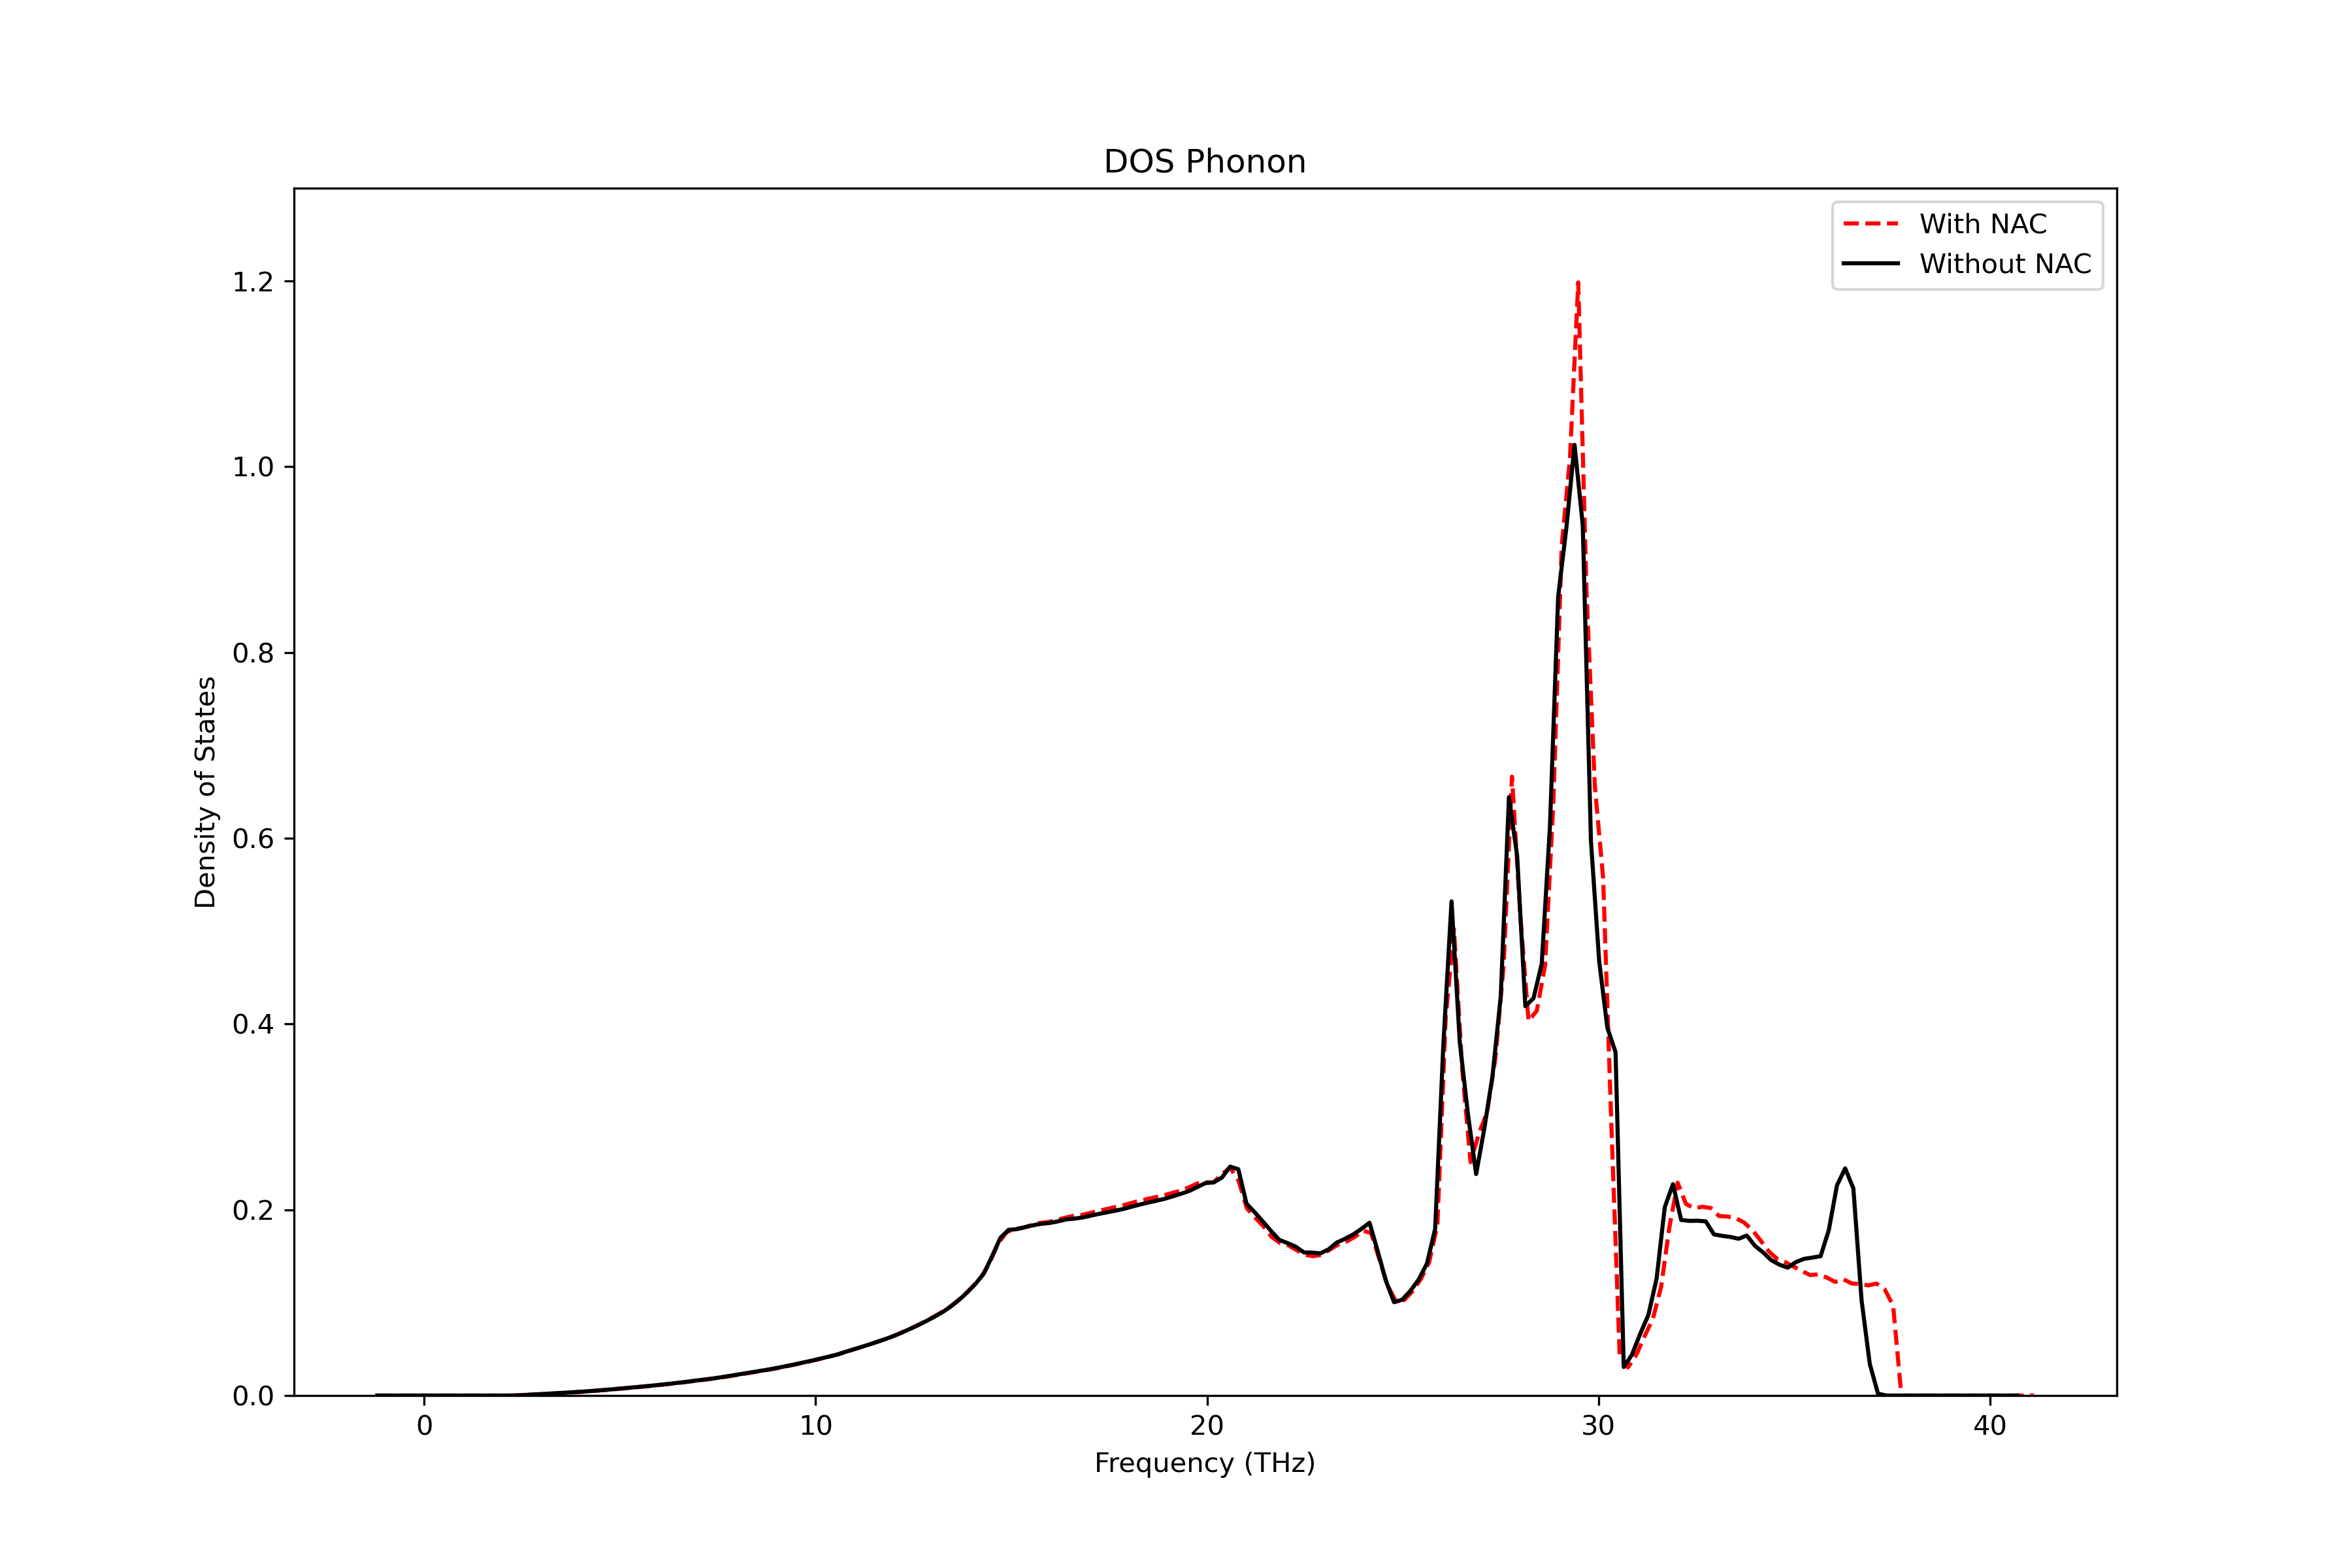 DOS Phonon
With NAC
Without NAC
1.2
1.0
0.8
0.6
0.4
0.2
0.0
Density of States
0 10 20 30 40
Frequency (THz)